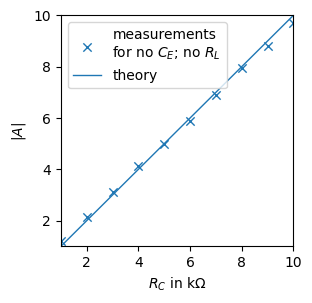 measurements
for no C_E; no R_L
theory
|A|
10
8
6
4
2
2 4 6 8 10
R_C in kΩ